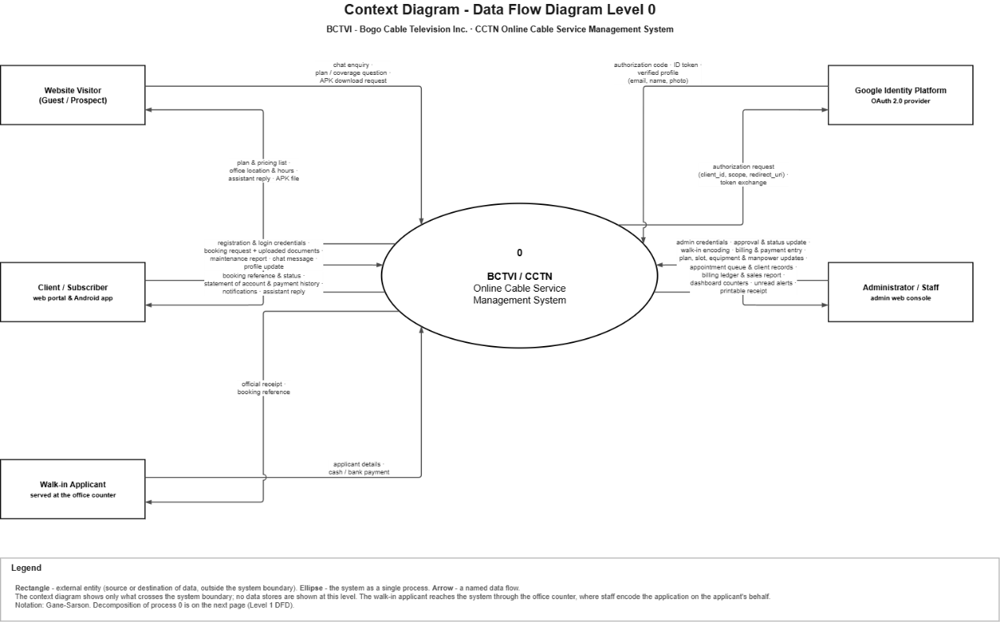 Context Diagram - Data Flow Diagram Level 0
BCTVI - Bogo Cable Television Inc. · CCTN Online Cable Service Management System
chat enquiry ·
plan / coverage question ·
APK download request
authorization code · ID token ·
verified profile
(email, name, photo)
Website Visitor
(Guest / Prospect)
Google Identity Platform
OAuth 2.0 provider
plan & pricing list ·
office location & hours ·
assistant reply · APK file
authorization request
(client_id, scope, redirect_uri) ·
token exchange
registration & login credentials ·
booking request + uploaded documents ·
maintenance report · chat message ·
profile update
booking reference & status ·
statement of account & payment history ·
notifications · assistant reply
Client / Subscriber
web portal & Android app
0
BCTVI / CCTN
Online Cable Service
Management System
admin credentials · approval & status update ·
walk-in encoding · billing & payment entry ·
plan, slot, equipment & manpower updates ·
appointment queue & client records ·
billing ledger & sales report ·
dashboard counters · unread alerts ·
printable receipt
Administrator / Staff
admin web console
official receipt ·
booking reference
applicant details ·
cash / bank payment
Walk-in Applicant
served at the office counter
Legend
Rectangle - external entity (source or destination of data, outside the system boundary). Ellipse - the system as a single process. Arrow - a named data flow.
The context diagram shows only what crosses the system boundary; no data stores are shown at this level. The walk-in applicant reaches the system through the office counter, where staff encode the application on the applicant's behalf.
Notation: Gane-Sarson. Decomposition of process 0 is on the next page (Level 1 DFD).